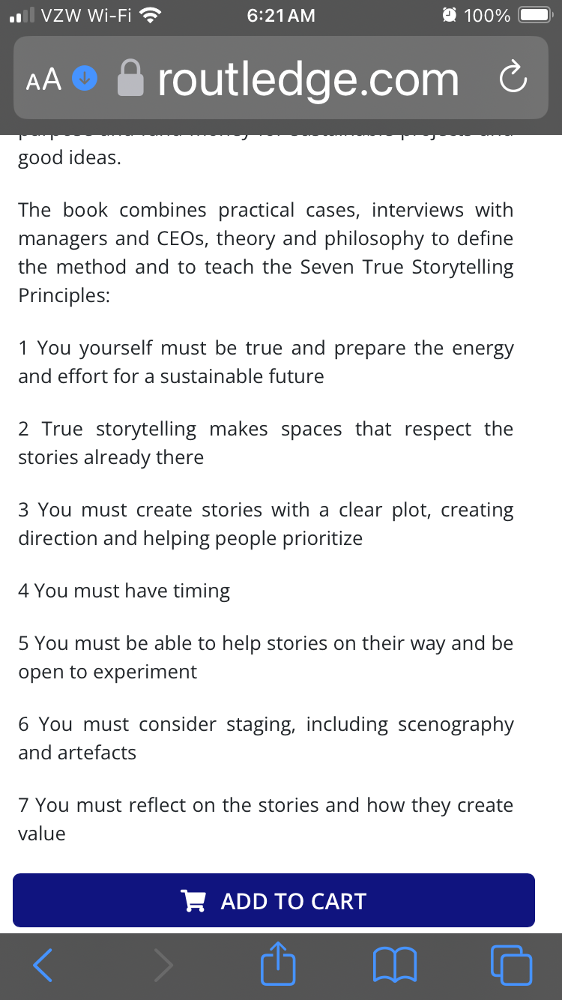 VZW Wi-Fi 6:21 AM 100%
AA routledge.com
good ideas.
The book combines practical cases, interviews with
managers and CEOs, theory and philosophy to define
the method and to teach the Seven True Storytelling
Principles:
1 You yourself must be true and prepare the energy
and effort for a sustainable future
2 True storytelling makes spaces that respect the
stories already there
3 You must create stories with a clear plot, creating
direction and helping people prioritize
4 You must have timing
5 You must be able to help stories on their way and be
open to experiment
6 You must consider staging, including scenography
and artefacts
7 You must reflect on the stories and how they create
value
ADD TO CART